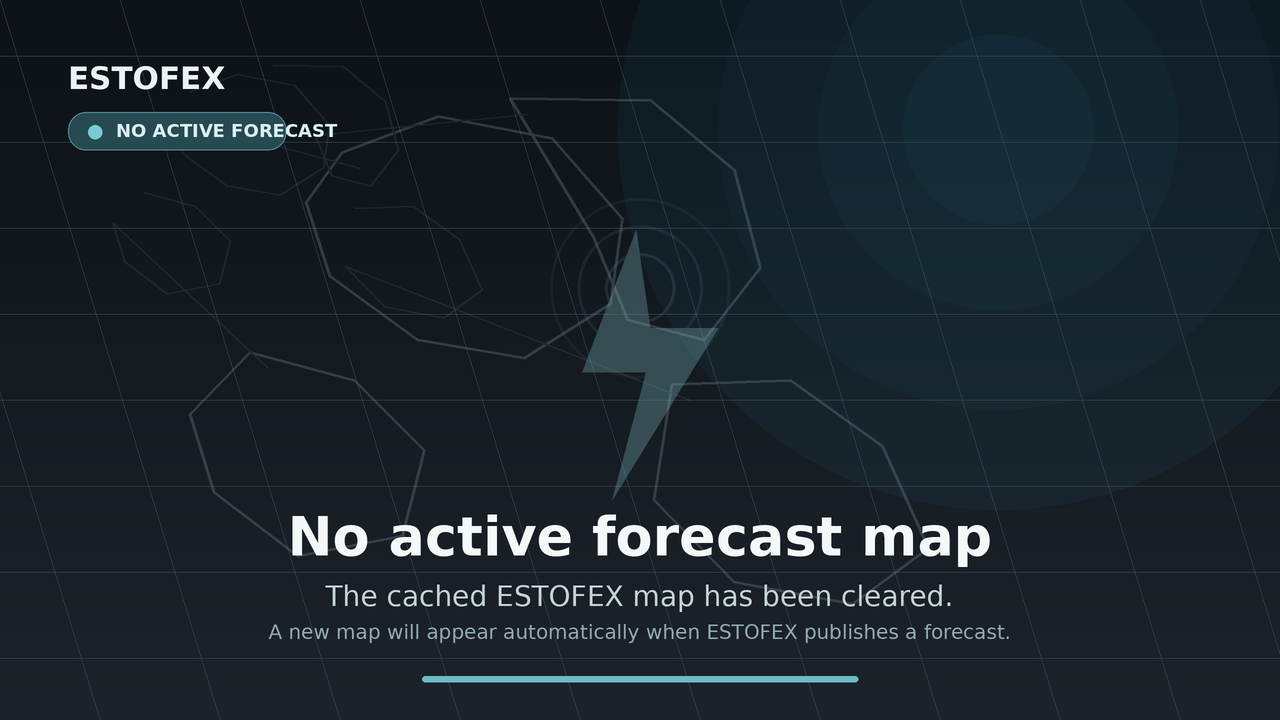 ESTOFEX
NO ACTIVE FORECAST
No active forecast map
The cached ESTOFEX map has been cleared.
A new map will appear automatically when ESTOFEX publishes a forecast.